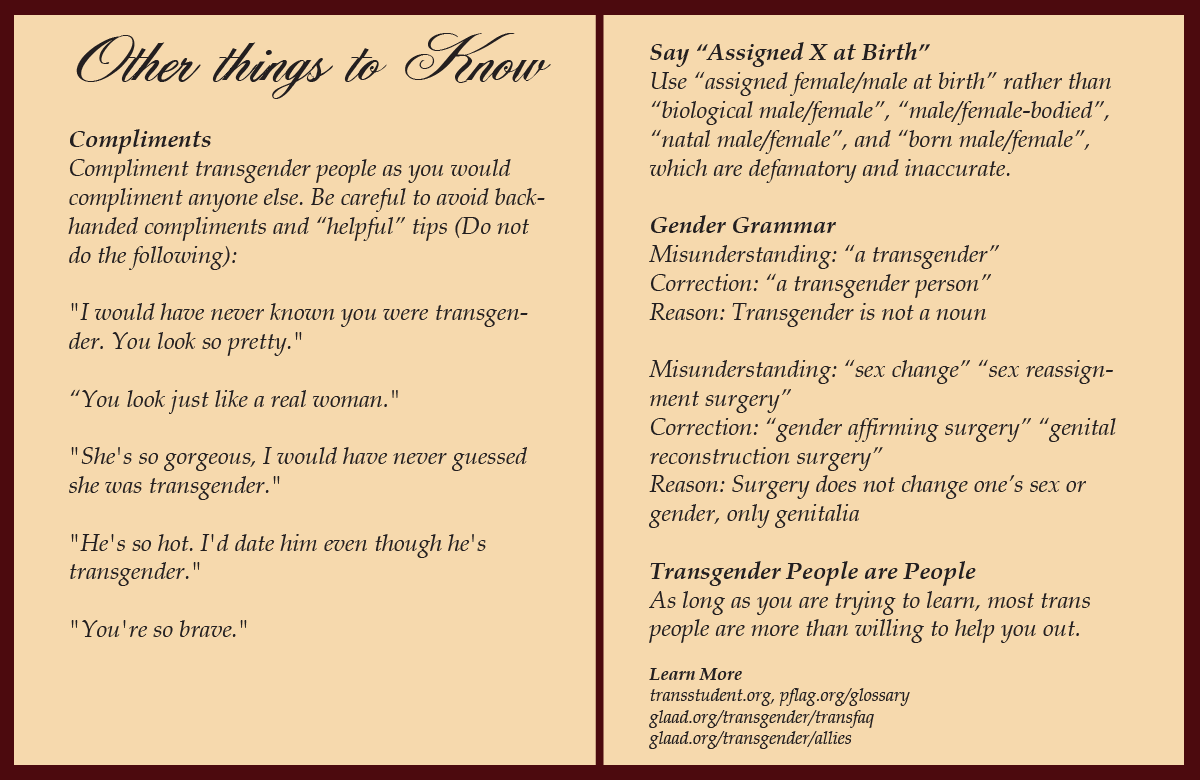 Other things to Know
Compliments
Compliment transgender people as you would
compliment anyone else. Be careful to avoid back-
handed compliments and “helpful” tips (Do not
do the following):
"I would have never known you were transgen-
der. You look so pretty."
“You look just like a real woman."
"She's so gorgeous, I would have never guessed
she was transgender."
"He's so hot. I'd date him even though he's
transgender."
"You're so brave."
Say “Assigned X at Birth”
Use “assigned female/male at birth” rather than
“biological male/female”, “male/female-bodied”,
“natal male/female”, and “born male/female”,
which are defamatory and inaccurate.
Gender Grammar
Misunderstanding: “a transgender”
Correction: “a transgender person”
Reason: Transgender is not a noun
Misunderstanding: “sex change” “sex reassign-
ment surgery”
Correction: “gender affirming surgery” “genital
reconstruction surgery”
Reason: Surgery does not change one’s sex or
gender, only genitalia
Transgender People are People
As long as you are trying to learn, most trans
people are more than willing to help you out.
Learn More
transstudent.org, pflag.org/glossary
glaad.org/transgender/transfaq
glaad.org/transgender/allies